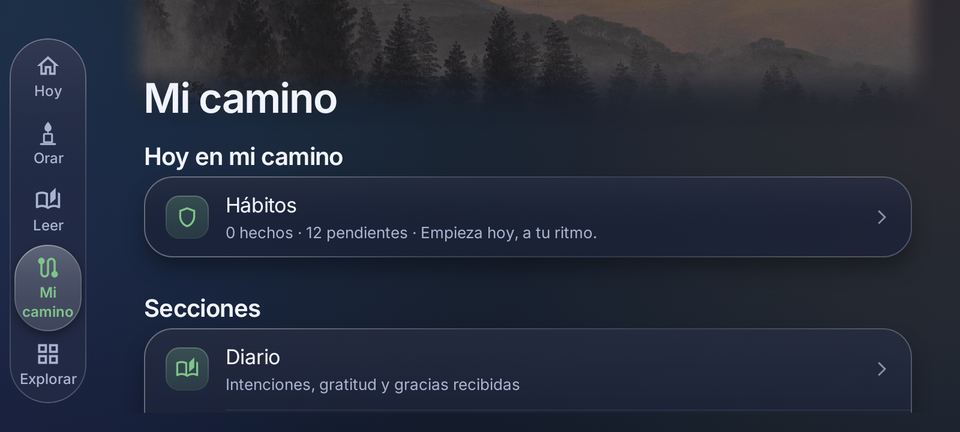 Hoy
Orar
Leer
Mi
camino
Explorar
Mi camino
Hoy en mi camino
Hábitos
0 hechos · 12 pendientes · Empieza hoy, a tu ritmo.
Secciones
Diario
Intenciones, gratitud y gracias recibidas